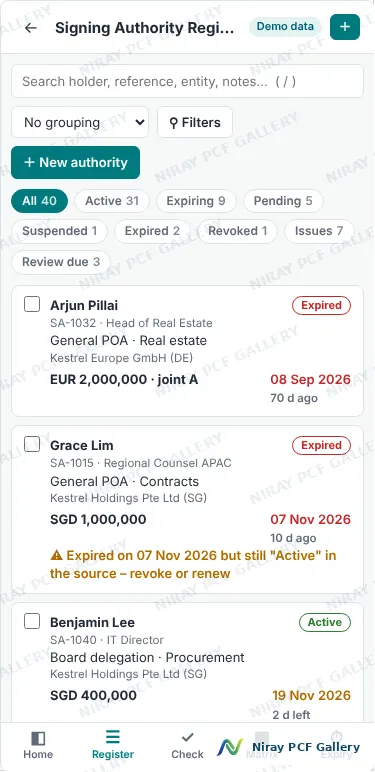 ← Signing Authority Regi... Demo data +
Search holder, reference, entity, notes... ( / )
No grouping Filters
+ New authority
All 40 Active 31 Expiring 9 Pending 5
Suspended 1 Expired 2 Revoked 1 Issues 7
Review due 3
Arjun Pillai Expired
SA-1032 · Head of Real Estate
General POA · Real estate
Kestrel Europe GmbH (DE)
EUR 2,000,000 · joint A 08 Sep 2026
70 d ago
Grace Lim Expired
SA-1015 · Regional Counsel APAC
General POA · Contracts
Kestrel Holdings Pte Ltd (SG)
SGD 1,000,000 07 Nov 2026
10 d ago
⚠ Expired on 07 Nov 2026 but still "Active" in
the source – revoke or renew
Benjamin Lee Active
SA-1040 · IT Director
Board delegation · Procurement
Kestrel Holdings Pte Ltd (SG)
SGD 400,000 19 Nov 2026
2 d left
Home Register Check Matrix Expiry
Niray PCF Gallery
NIRAY PCF GALLERY